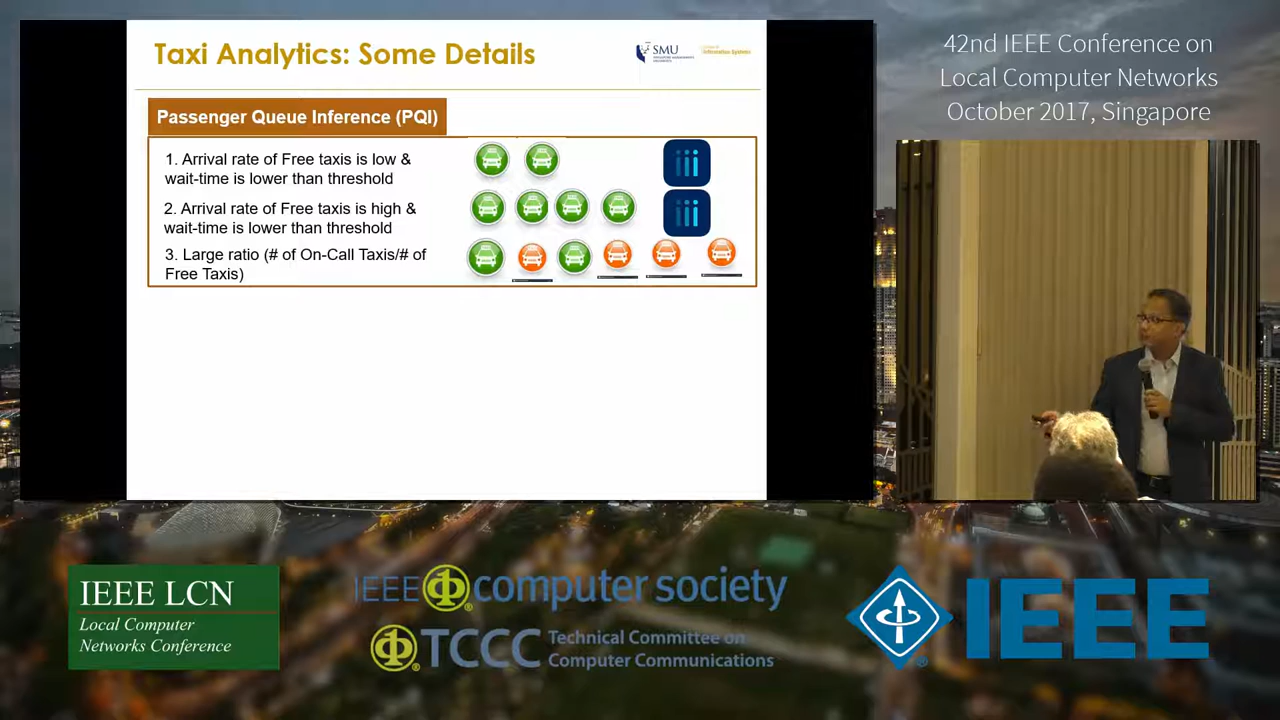 Taxi Analytics: Some Details
SMU
Information Systems
Passenger Queue Inference (PQI)
1. Arrival rate of Free taxis is low &
wait-time is lower than threshold
2. Arrival rate of Free taxis is high &
wait-time is lower than threshold
3. Large ratio (# of On-Call Taxis/# of
Free Taxis)
42nd IEEE Conference on
Local Computer Networks
October 2017, Singapore
IEEE LCN
Local Computer
Networks Conference
IEEE computer society
TCCC Technical Committee on
Computer Communications
IEEE